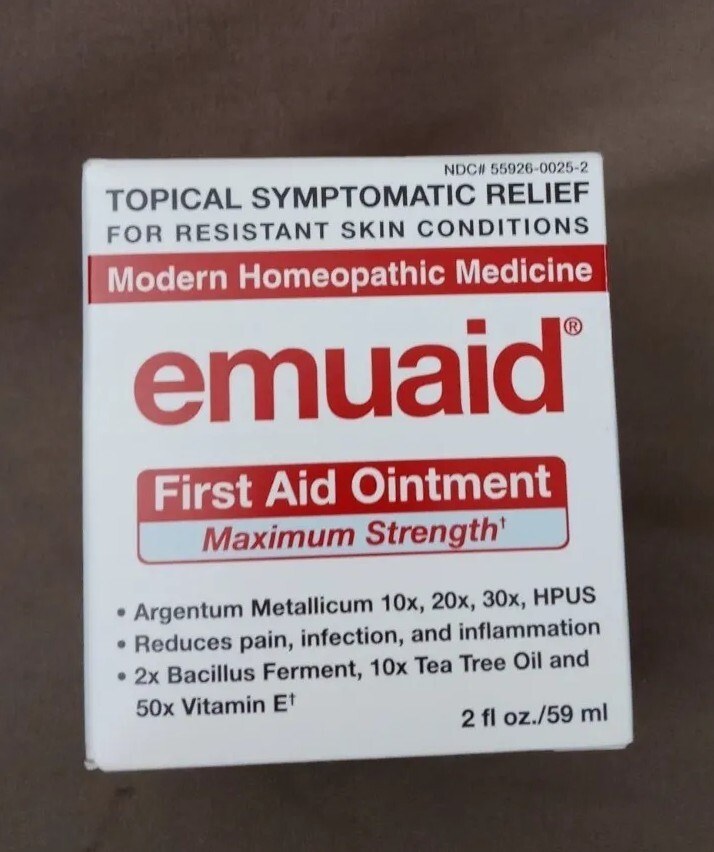 NDC# 55926-0025-2
TOPICAL SYMPTOMATIC RELIEF
FOR RESISTANT SKIN CONDITIONS
Modern Homeopathic Medicine
emuaid®
First Aid Ointment
Maximum Strength†
• Argentum Metallicum 10x, 20x, 30x, HPUS
• Reduces pain, infection, and inflammation
• 2x Bacillus Ferment, 10x Tea Tree Oil and
50x Vitamin E†
2 fl oz./59 ml